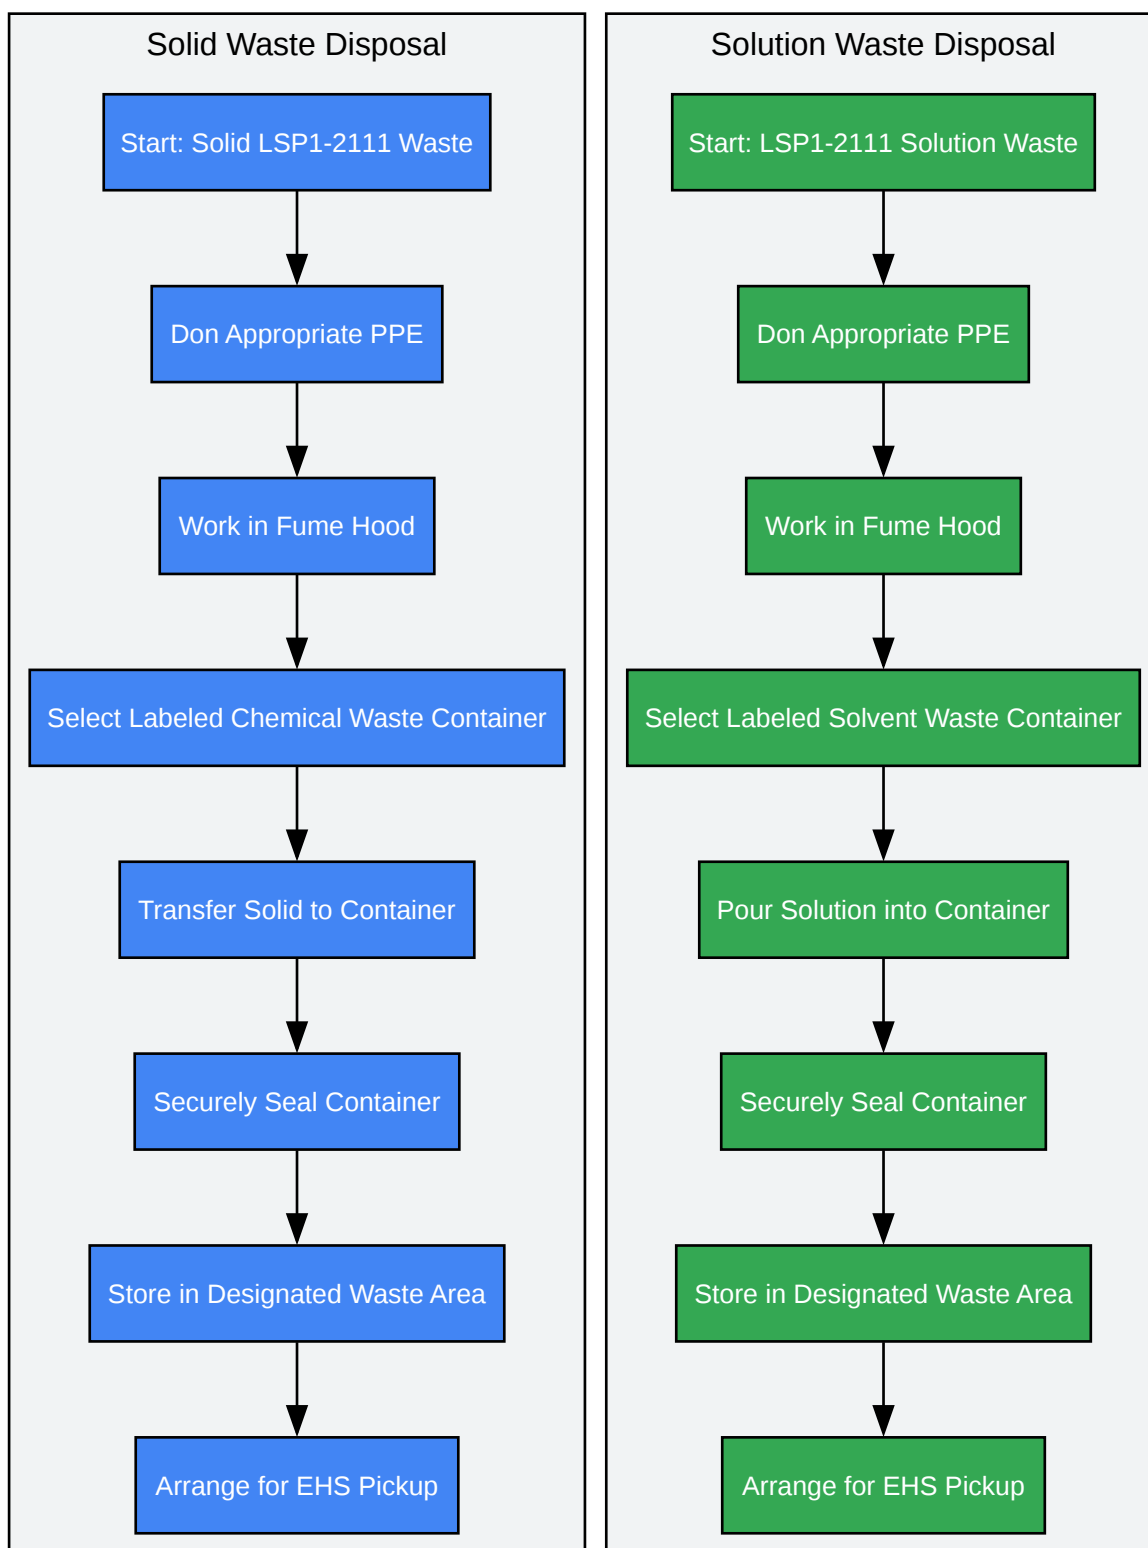 Solid Waste Disposal
Start: Solid LSP1-2111 Waste
Don Appropriate PPE
Work in Fume Hood
Select Labeled Chemical Waste Container
Transfer Solid to Container
Securely Seal Container
Store in Designated Waste Area
Arrange for EHS Pickup
Solution Waste Disposal
Start: LSP1-2111 Solution Waste
Don Appropriate PPE
Work in Fume Hood
Select Labeled Solvent Waste Container
Pour Solution into Container
Securely Seal Container
Store in Designated Waste Area
Arrange for EHS Pickup